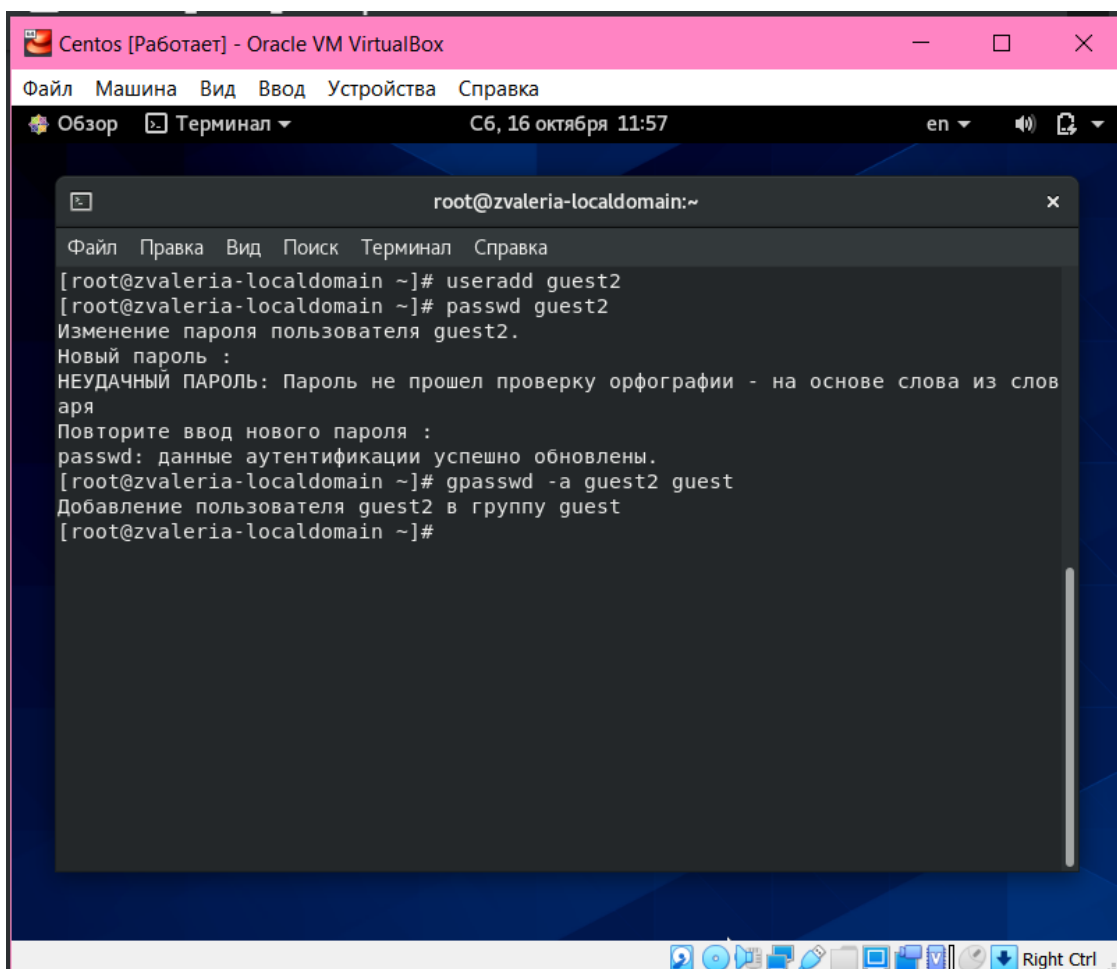 Centos [Работает] - Oracle VM VirtualBox
Файл Машина Вид Ввод Устройства Справка
Обзор Терминал Сб, 16 октября 11:57 en
root@zvaleria-localdomain:~
Файл Правка Вид Поиск Терминал Справка
[root@zvaleria-localdomain ~]# useradd guest2
[root@zvaleria-localdomain ~]# passwd guest2
Изменение пароля пользователя guest2.
Новый пароль :
НЕУДАЧНЫЙ ПАРОЛЬ: Пароль не прошел проверку орфографии - на основе слова из слов
аря
Повторите ввод нового пароля :
passwd: данные аутентификации успешно обновлены.
[root@zvaleria-localdomain ~]# gpasswd -a guest2 guest
Добавление пользователя guest2 в группу guest
[root@zvaleria-localdomain ~]#
Right Ctrl